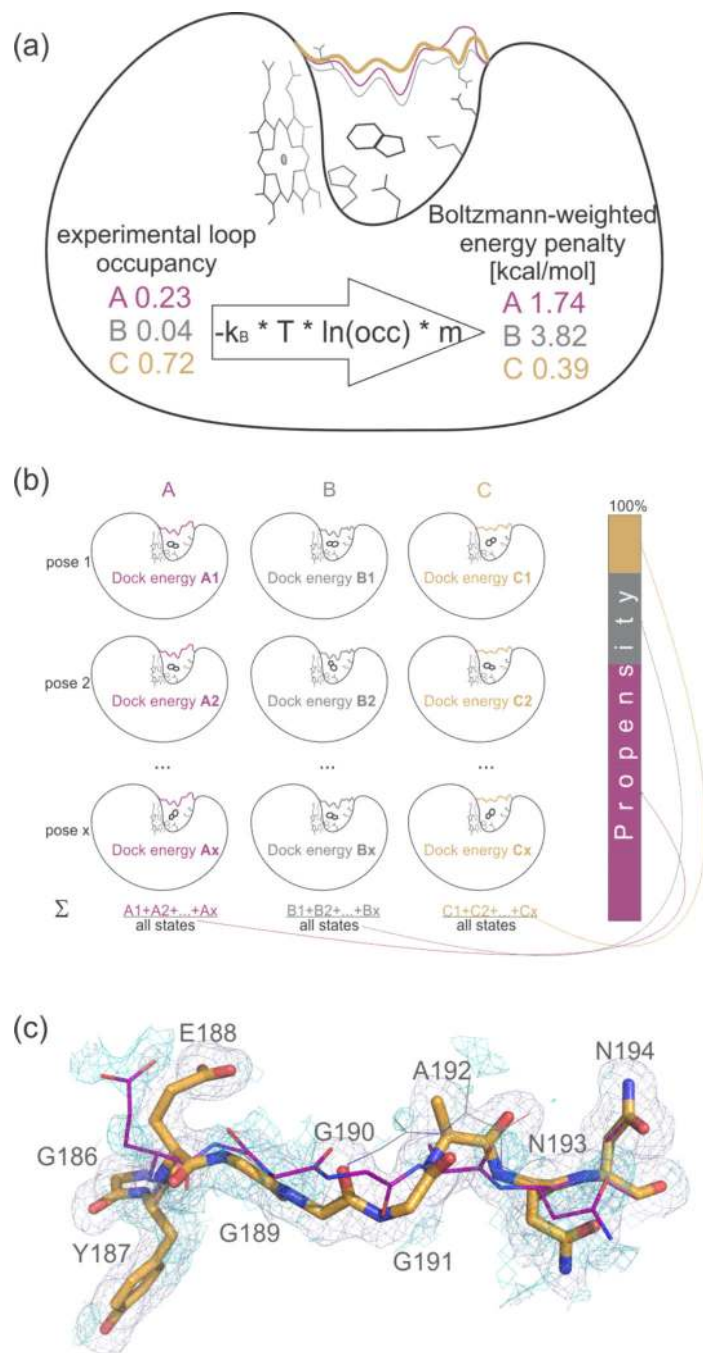 (a)
experimental loop
occupancy
A 0.23
B 0.04
C 0.72
-kB * T * ln(occ) * m
Boltzmann-weighted
energy penalty
[kcal/mol]
A 1.74
B 3.82
C 0.39
(b)
A B C
100%
pose 1
Dock energy A1 Dock energy B1 Dock energy C1
pose 2
Dock energy A2 Dock energy B2 Dock energy C2
... ... ...
pose x
Dock energy Ax Dock energy Bx Dock energy Cx
Σ
A1+A2+...+Ax B1+B2+...+Bx C1+C2+...+Cx
all states all states all states
Propensity
(c)
E188
N194
A192
G190
G186
N193
G189
Y187
G191